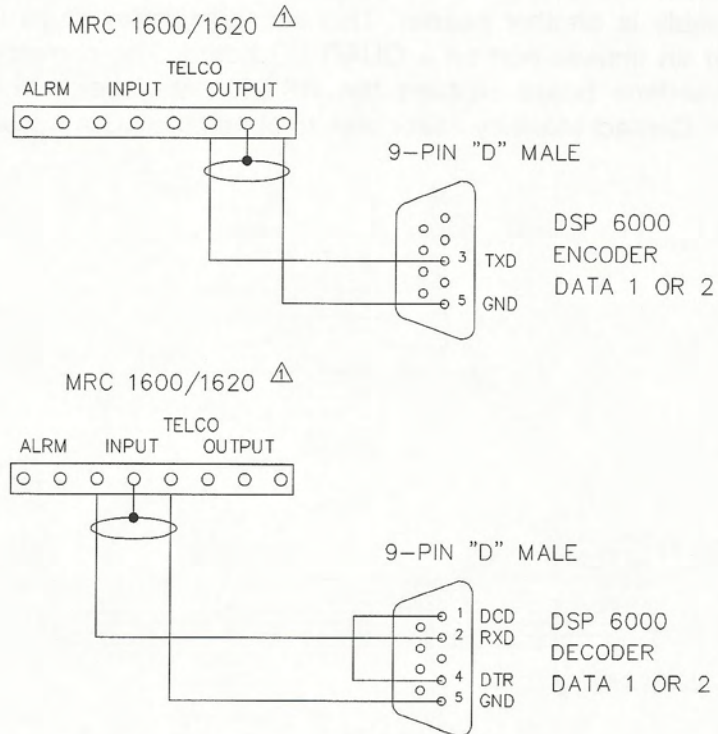 MRC 1600/1620 1
TELCO
ALRM INPUT OUTPUT
9-PIN "D" MALE
3 TXD
5 GND
DSP 6000
ENCODER
DATA 1 OR 2
MRC 1600/1620 1
TELCO
ALRM INPUT OUTPUT
9-PIN "D" MALE
1 DCD
2 RXD
4 DTR
5 GND
DSP 6000
DECODER
DATA 1 OR 2